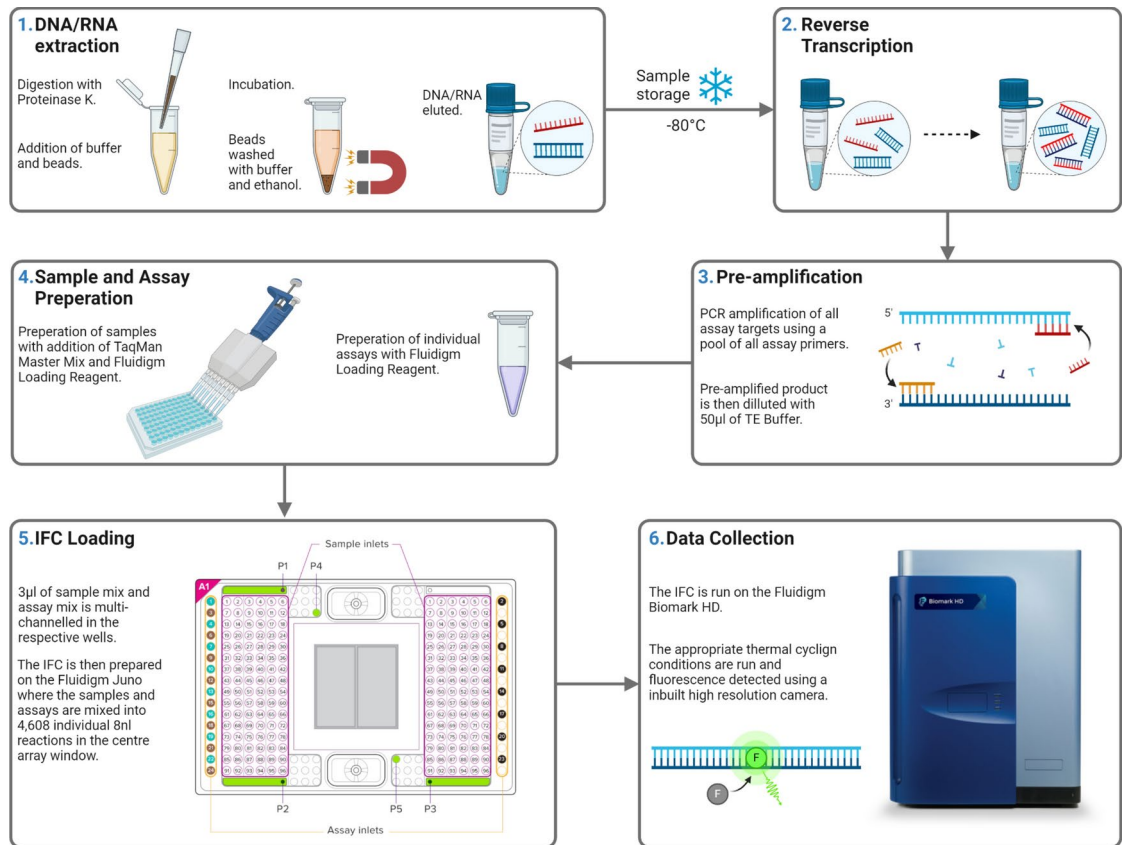 1. DNA/RNA
extraction
Digestion with
Proteinase K.
Addition of buffer
and beads.
Incubation.
Beads
washed
with buffer
and ethanol.
DNA/RNA
eluted.
Sample
storage
-80°C
2. Reverse
Transcription
3. Pre-amplification
PCR amplification of all
assay targets using a
pool of all assay primers.
Pre-amplified product
is then dilluted with
50µl of TE Buffer.
5'
3'
4. Sample and Assay
Preperation
Preperation of samples
with addition of TaqMan
Master Mix and Fluidigm
Loading Reagent.
Preperation of individual
assays with Fluidigm
Loading Reagent.
5. IFC Loading
3µl of sample mix and
assay mix is multi-
channelled in the
respective wells.
The IFC is then prepared
on the Fluidigm Juno
where the samples and
assays are mixed into
4,608 individual 8nl
reactions in the centre
array window.
Sample inlets
P1 P4
A1
P2 P5 P3
Assay inlets
6. Data Collection
The IFC is run on the Fluidigm
Biomark HD.
The appropriate thermal cyclign
conditions are run and
fluorescence detected using a
inbuilt high resolution camera.
F
F
Biomark HD